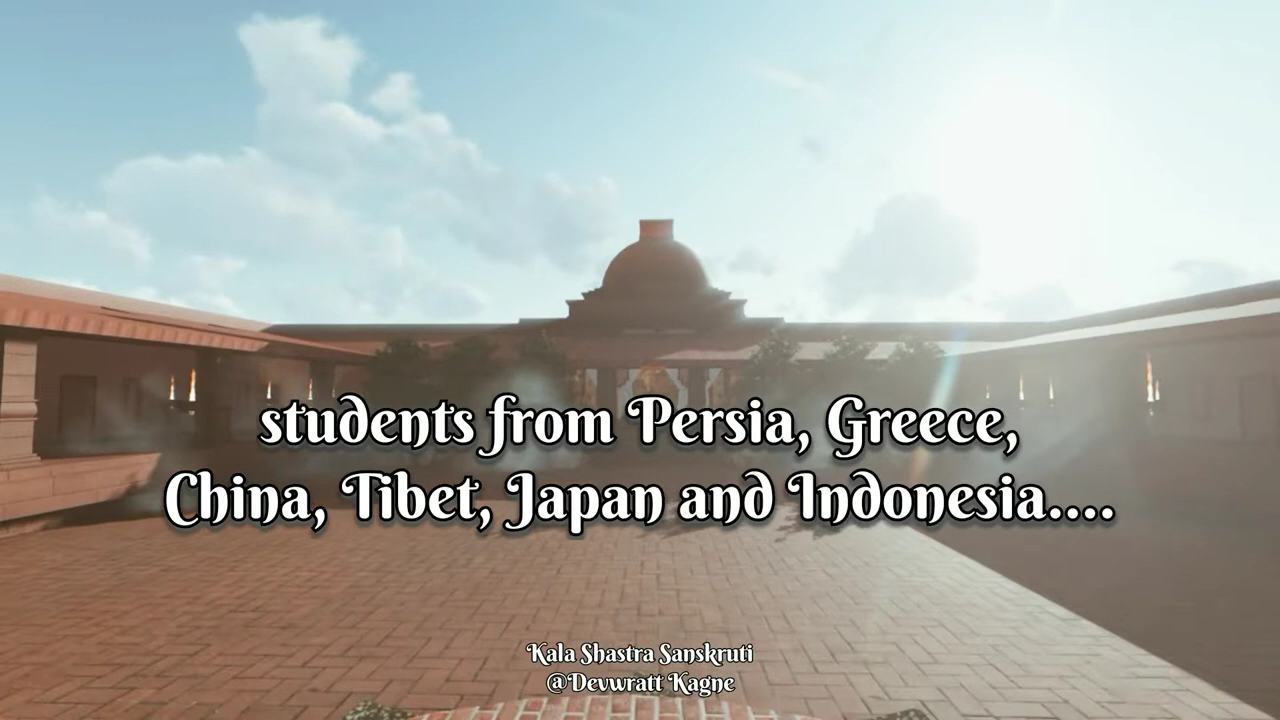 students from Persia, Greece,
China, Tibet, Japan and Indonesia....
Kala Shastra Sanskruti
@Devwratt Kagne